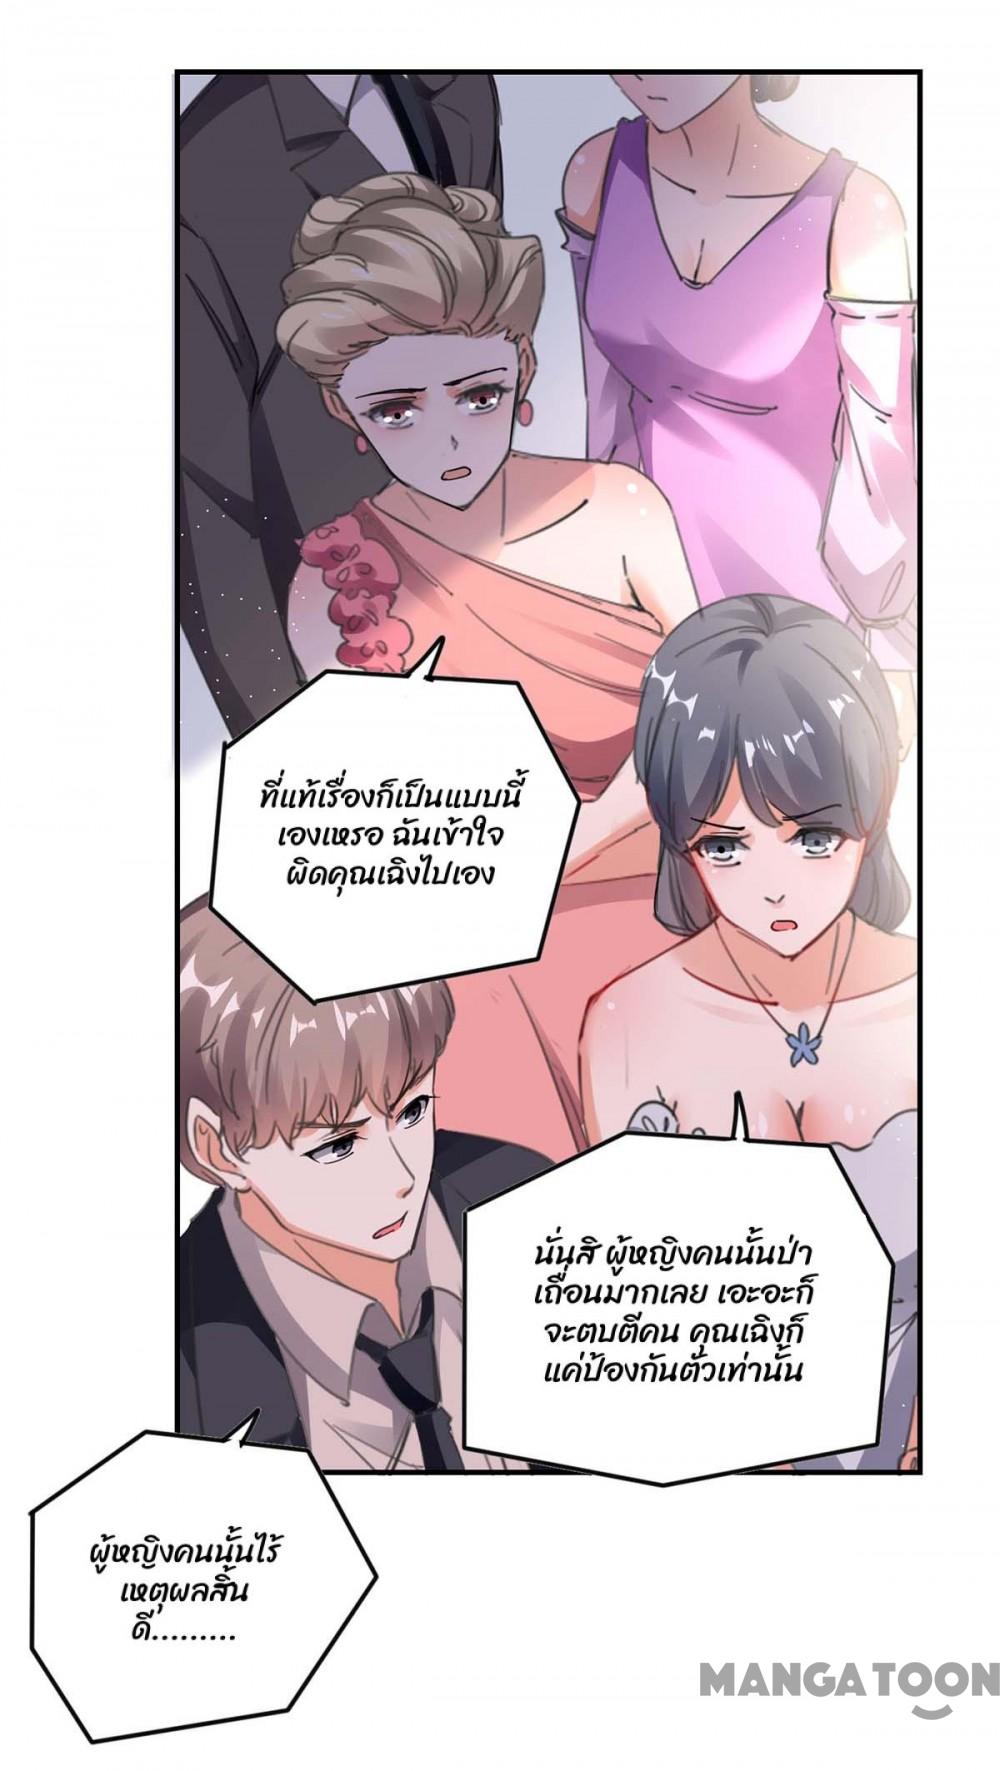 ที่แท้เรื่องก็เป็นแบบนี้
เองเหรอ ฉันเข้าใจ
ผิดคุณเฉิงไปเอง
นั่นสิ ผู้หญิงคนนั้นป่า
เถื่อนมากเลย เอะอะก็
จะตบตีคน คุณเฉิงก็
แค่ป้องกันตัวเท่านั้น
ผู้หญิงคนนั้นไร้
เหตุผลสิ้น
ดี.........
MANGATOON